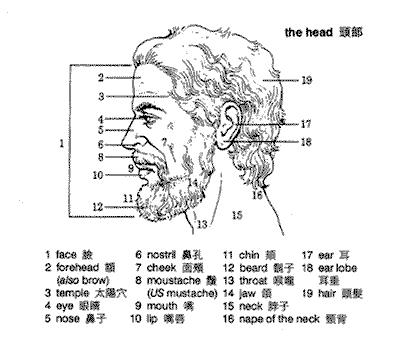 the head 頭部
2
3
4
5
1
6
7
8
9
10
11
12
13
14
15
16
17
18
19
1 face 臉
2 forehead 額
(also brow)
3 temple 太陽穴
4 eye 眼睛
5 nose 鼻子
6 nostril 鼻孔
7 cheek 面頰
8 moustache 鬚
(US mustache)
9 mouth 嘴
10 lip 嘴唇
11 chin 頦
12 beard 鬍子
13 throat 喉嚨
14 jaw 頜
15 neck 脖子
16 nape of the neck 頸背
17 ear 耳
18 ear lobe
耳垂
19 hair 頭髮